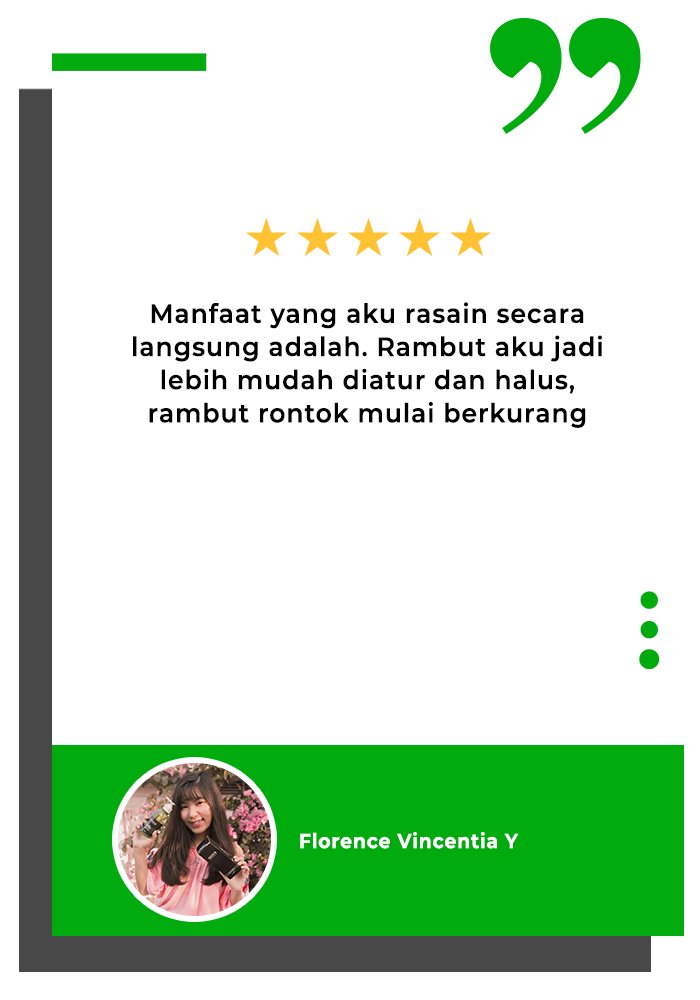 Manfaat yang aku rasain secara
langsung adalah. Rambut aku jadi
lebih mudah diatur dan halus,
rambut rontok mulai berkurang
Florence Vincentia Y